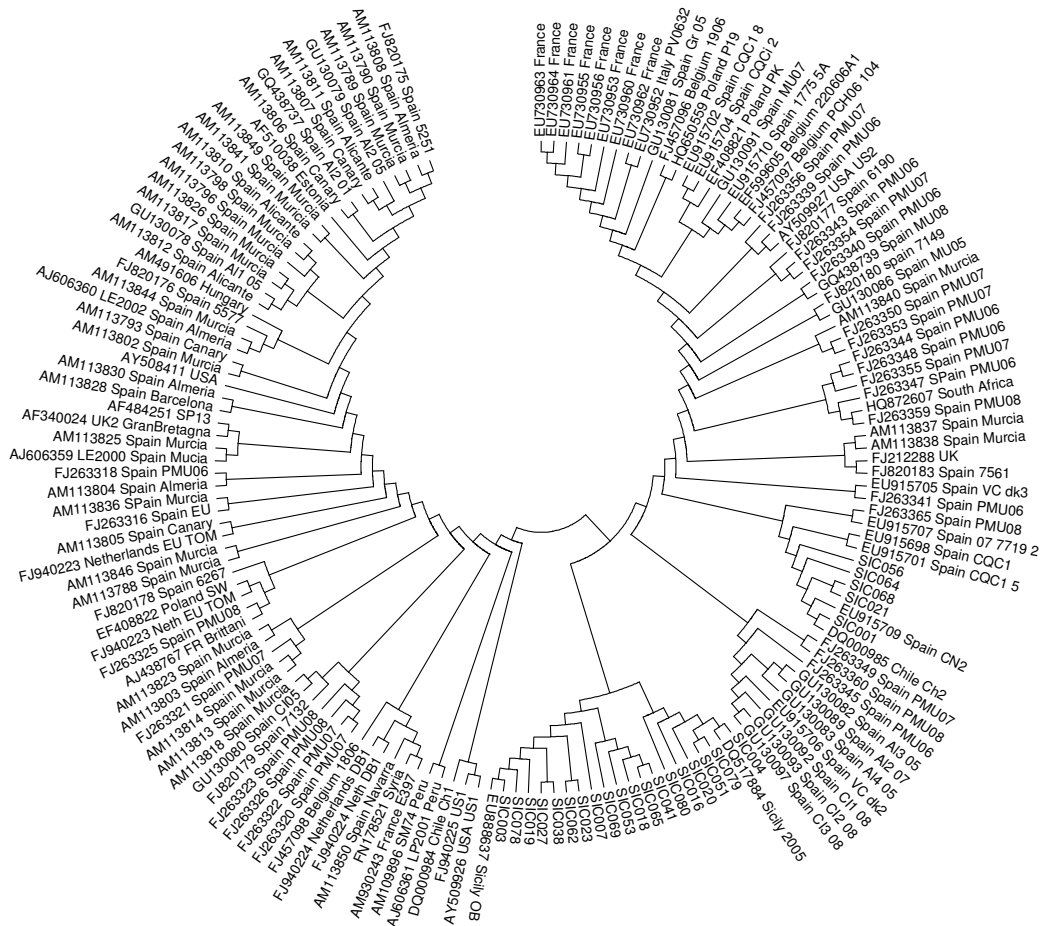 EU730963 France
EU730964 France
EU730961 France
EU730955 France
EU730956 France
EU730953 France
EU730960 France
EU730962 France
EU730952 Italy PV0632
GU130081 Spain Gr 05
FJ457096 Belgium 1906
HQ650559 Poland P19
EU915702 Spain CQC1 8
EU915704 Spain CQCi 2
EF408821 Poland PK
GU130091 Spain MU07
EU915710 Spain 1775 5A
EF599605 Belgium 220606A1
FJ457097 Belgium PCH06 104
FJ263356 Spain PMU07
FJ263339 Spain PMU06
AY509927 USA US2
FJ820177 Spain 6190
FJ263343 Spain PMU06
FJ263354 Spain PMU07
FJ263340 Spain PMU06
GQ438739 Spain MU08
FJ820180 spain 7149
GU130086 Spain MU05
AM113840 Spain Murcia
FJ263350 Spain PMU07
FJ263353 Spain PMU07
FJ263344 Spain PMU06
FJ263348 Spain PMU06
FJ263355 Spain PMU07
FJ263347 SPain PMU06
HQ872607 South Africa
FJ263359 Spain PMU08
AM113837 Spain Murcia
AM113838 Spain Murcia
FJ212288 UK
FJ820183 Spain 7561
EU915705 Spain VC dk3
FJ263341 Spain PMU06
FJ263365 Spain PMU08
EU915707 Spain 07 7719 2
EU915698 Spain CQC1
EU915701 Spain CQC1 5
SIC056
SIC064
SIC068
SIC021
EU915709 Spain CN2
SIC001
DQ000985 Chile Ch2
FJ263349 Spain PMU07
FJ263360 Spain PMU08
FJ263345 Spain PMU06
GU130082 Spain Al3 05
GU130089 Spain Al2 07
GU130083 Spain Al4 05
EU915706 Spain VC dk2
GU130092 Spain Cl1 08
GU130093 Spain Cl2 08
GU130097 Spain Cl3 08
SIC004
DQ517884 Sicily 2005
SIC079
SIC051
SIC020
SIC016
SIC080
SIC041
SIC065
SIC018
SIC053
SIC069
SIC007
SIC023
SIC062
SIC038
SIC027
SIC019
SIC078
SIC003
EU888637 Sicily OB
AY509926 USA US1
FJ940225 US1
DQ000984 Chile Ch1
AJ606361 LP2001 Peru
AM109896 SM74 Peru
AM930243 France E397
FN178521 Syria
AM113850 Spain Navarra
FJ940224 Neth DB1
FJ940224 Netherlands DB1
FJ457098 Belgium 1806
FJ263320 Spain PMU07
FJ263322 Spain PMU07
FJ263326 Spain PMU08
FJ263323 Spain PMU08
FJ820179 Spain 7132
GU130080 Spain Cj05
AM113818 Spain Murcia
AM113813 Spain Murcia
AM113814 Spain Murcia
FJ263321 Spain PMU07
AM113803 Spain Almeria
AM113823 Spain Murcia
AJ438767 FR Brittani
FJ263325 Spain PMU08
FJ940223 Neth EU TOM
EF408822 Poland SW
FJ820178 Spain 6267
AM113788 Spain Murcia
AM113846 Spain Murcia
FJ940223 Netherlands EU TOM
AM113805 Spain Canary
FJ263316 Spain EU
AM113836 SPain Murcia
AM113804 Spain Almeria
FJ263318 Spain PMU06
AJ606359 LE2000 Spain Mucia
AM113825 Spain Murcia
AF340024 UK2 GranBretagna
AF484251 SP13
AM113828 Spain Barcelona
AM113830 Spain Almeria
AY508411 USA
AM113802 Spain Murcia
AM113793 Spain Canary
AJ606360 LE2002 Spain Almeria
AM113844 Spain Murcia
FJ820176 Spain 5577
AM491606 Hungary
AM113812 Spain Alicante
GU130078 Spain Al1 05
AM113817 Spain Murcia
AM113826 Spain Murcia
AM113796 Spain Murcia
AM113798 Spain Murcia
AM113810 Spain Alicante
AM113841 Spain Murcia
AM113849 Spain Muricia
AF510038 Estonia
AM113806 Spain Canary
GQ438737 Spain Al2 07
AM113807 Spain Canary
AM113811 Spain Alicante
GU130079 Spain Al2 05
AM113789 Spain Murcia
AM113790 Spain Murcia
AM113808 Spain Almeria
FJ820175 Spain 5251